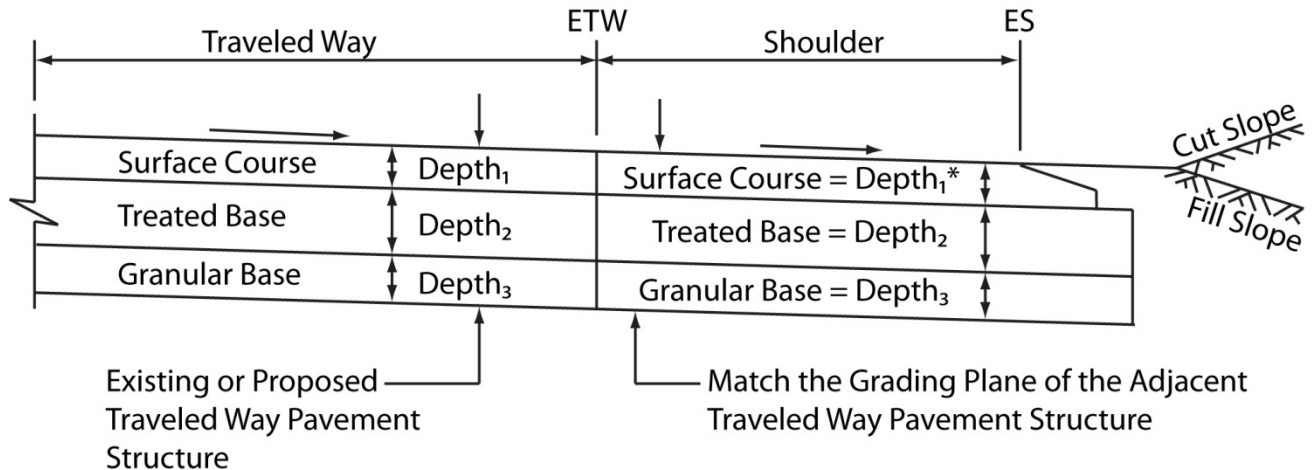 ETW
ES
Traveled Way
Shoulder
Cut Slope
Fill Slope
Surface Course
Depth₁
Surface Course = Depth₁*
Treated Base
Depth₂
Treated Base = Depth₂
Granular Base
Depth₃
Granular Base = Depth₃
Existing or Proposed
Traveled Way Pavement
Structure
Match the Grading Plane of the Adjacent
Traveled Way Pavement Structure